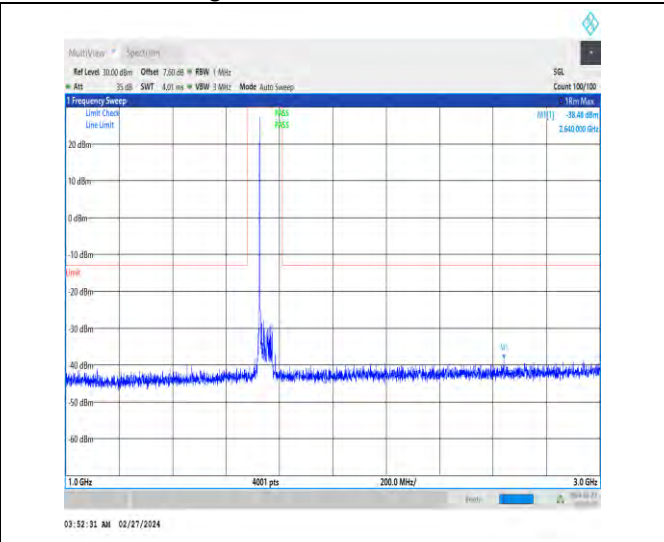 MultiView Spectrum
Ref Level 30.00 dBm Offset 7.60 dB RBW 1 MHz SGL
Att 35 dB SWT 4.01 ms VBW 3 MHz Mode Auto Sweep Count 100/100
1 Frequency Sweep 1Rm Max
Limit Check PASS M1[1] -38.48 dBm
Line Limit PASS 2.640 000 GHz
20 dBm
10 dBm
0 dBm
-10 dBm
Limit
-20 dBm
-30 dBm
M1
-40 dBm
-50 dBm
-60 dBm
1.0 GHz 4001 pts 200.0 MHz/ 3.0 GHz
03:52:31 AM 02/27/2024